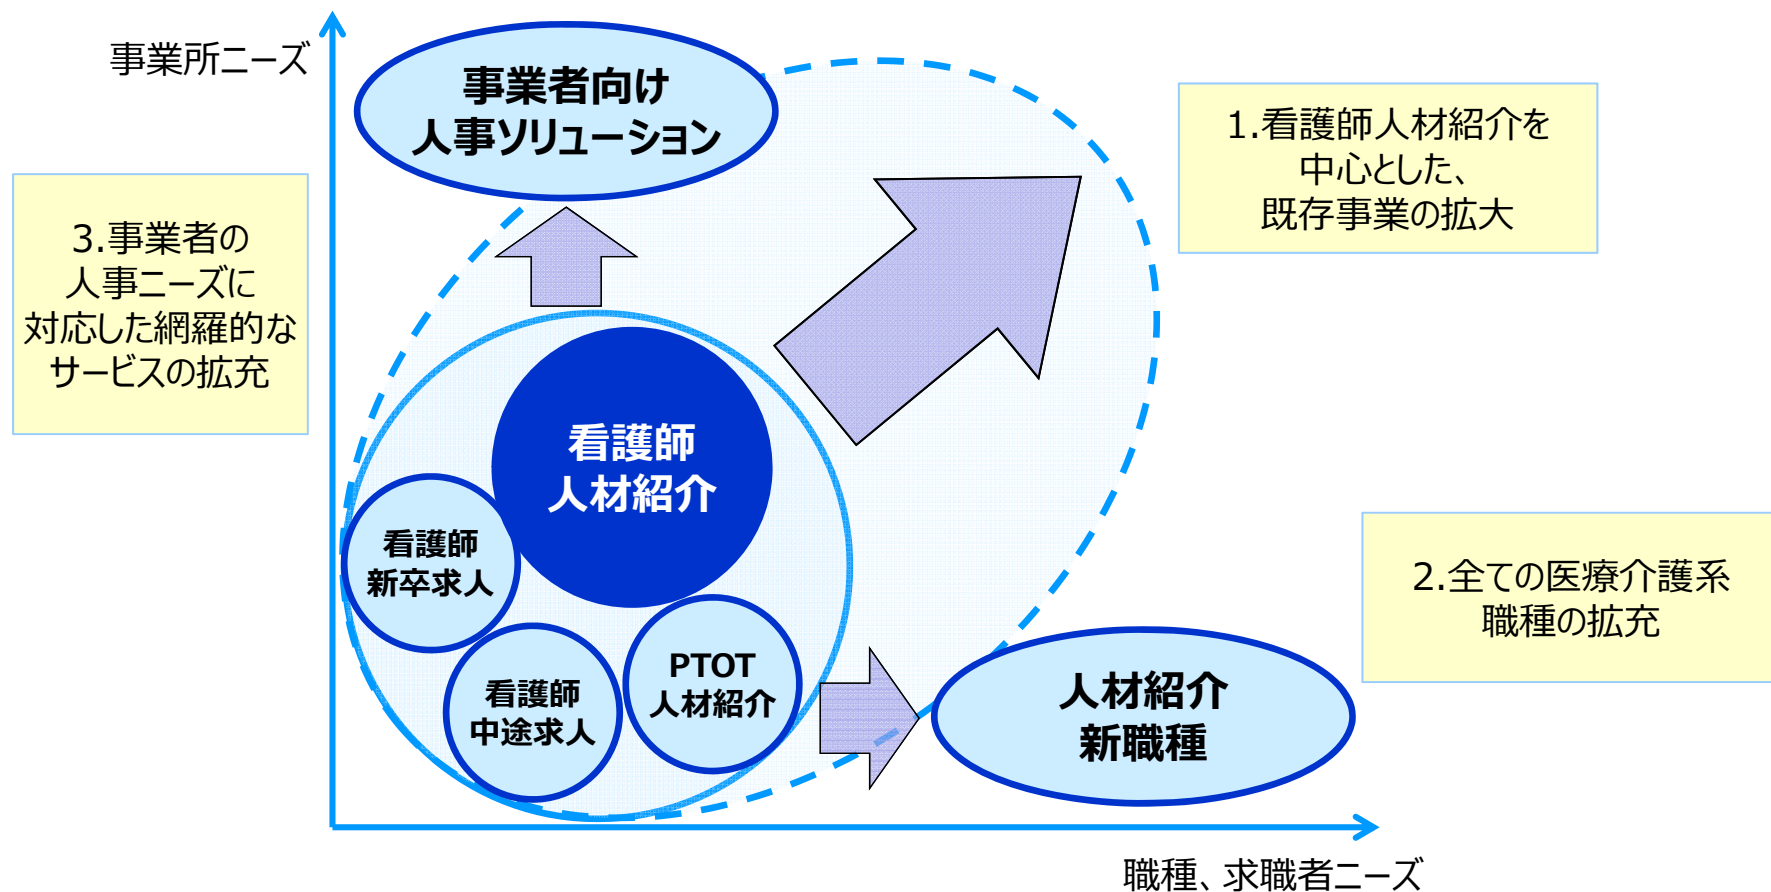 事業所ニーズ
事業者向け
人事ソリューション
1.看護師人材紹介を
中心とした、
既存事業の拡大
3.事業者の
人事ニーズに
対応した網羅的な
サービスの拡充
看護師
人材紹介
看護師
新卒求人
看護師
中途求人
PTOT
人材紹介
2.全ての医療介護系
職種の拡充
人材紹介
新職種
職種、求職者ニーズ